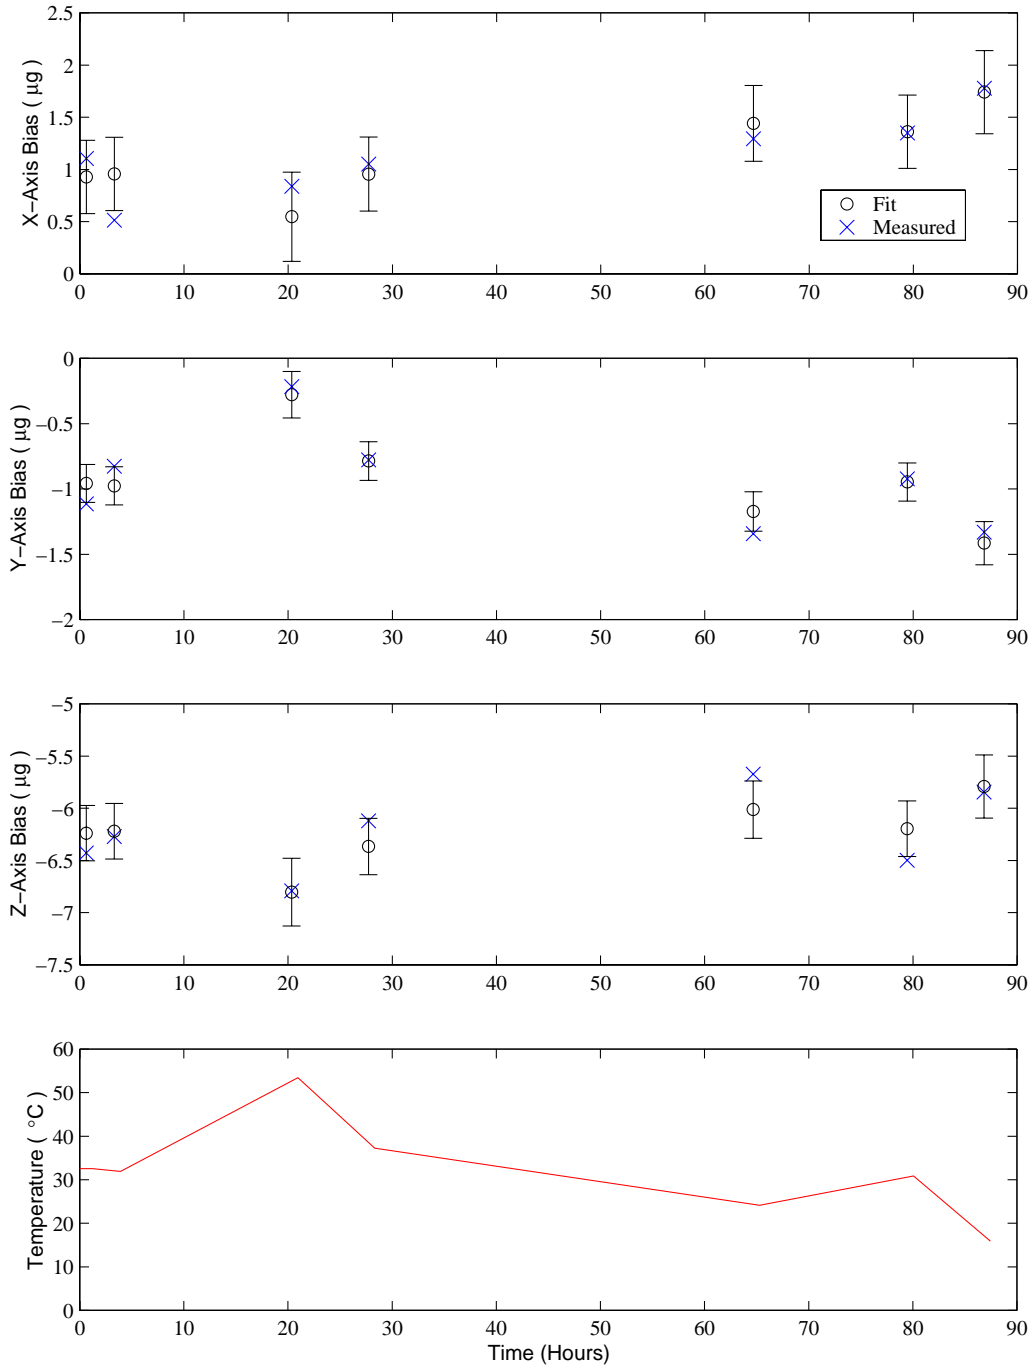 2.5
2
1.5
1
0.5
0
X−Axis Bias ( μg )
Fit
Measured
0 10 20 30 40 50 60 70 80 90
0
−0.5
−1
−1.5
−2
Y−Axis Bias ( μg )
0 10 20 30 40 50 60 70 80 90
−5
−5.5
−6
−6.5
−7
−7.5
Z−Axis Bias ( μg )
0 10 20 30 40 50 60 70 80 90
60
50
40
30
20
10
0
Temperature ( °C)
0 10 20 30 40 50 60 70 80 90
Time (Hours)